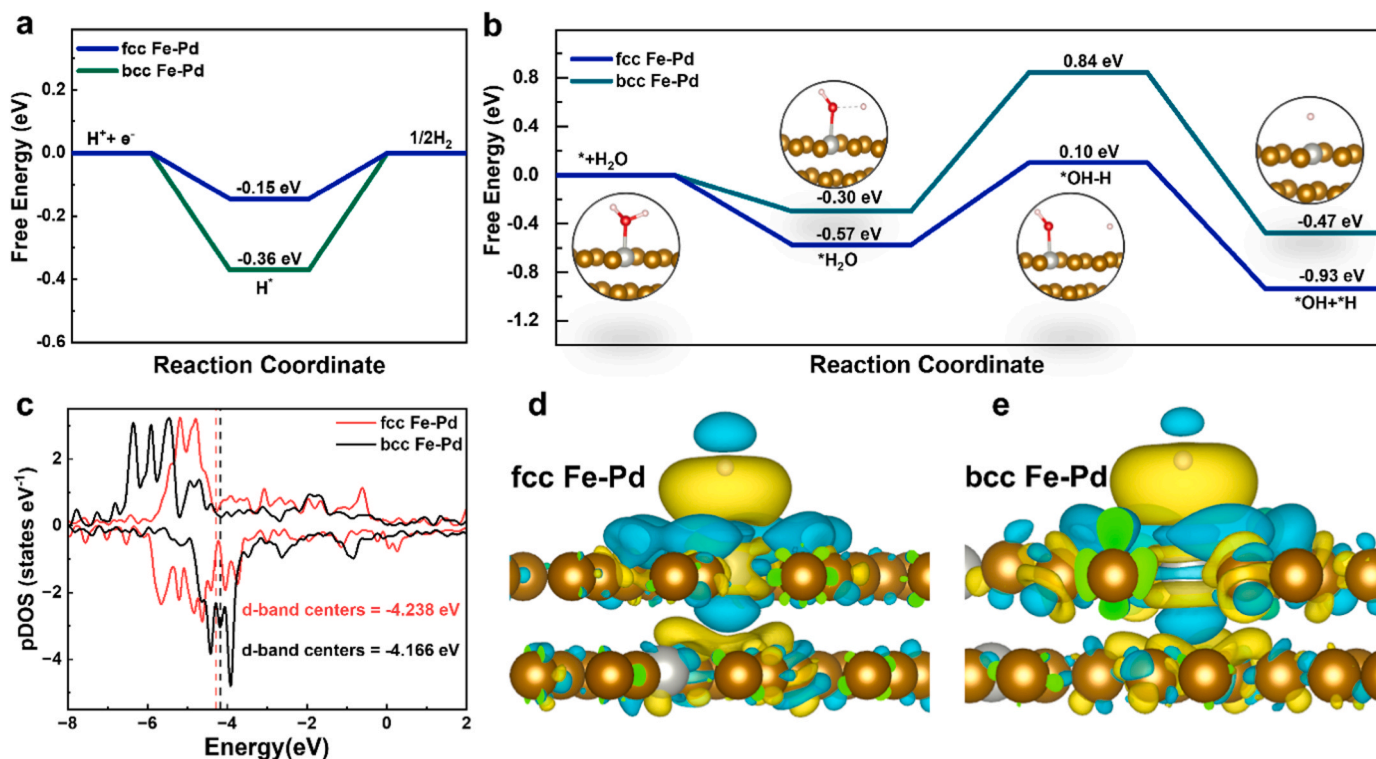 a
fcc Fe-Pd
bcc Fe-Pd
Free Energy (eV)
0.2
0.0
-0.2
-0.4
-0.6
H⁺+ e⁻
-0.15 eV
-0.36 eV
H*
1/2H₂
Reaction Coordinate
b
fcc Fe-Pd
bcc Fe-Pd
Free Energy (eV)
0.8
0.4
0.0
-0.4
-0.8
-1.2
*+H₂O
-0.30 eV
-0.57 eV
*H₂O
0.84 eV
0.10 eV
*OH-H
-0.47 eV
-0.93 eV
*OH+*H
Reaction Coordinate
c
fcc Fe-Pd
bcc Fe-Pd
pDOS (states eV⁻¹)
2
0
−2
−4
d-band centers = -4.238 eV
d-band centers = -4.166 eV
−8
−6
−4
−2
0
2
Energy(eV)
d
fcc Fe-Pd
e
bcc Fe-Pd